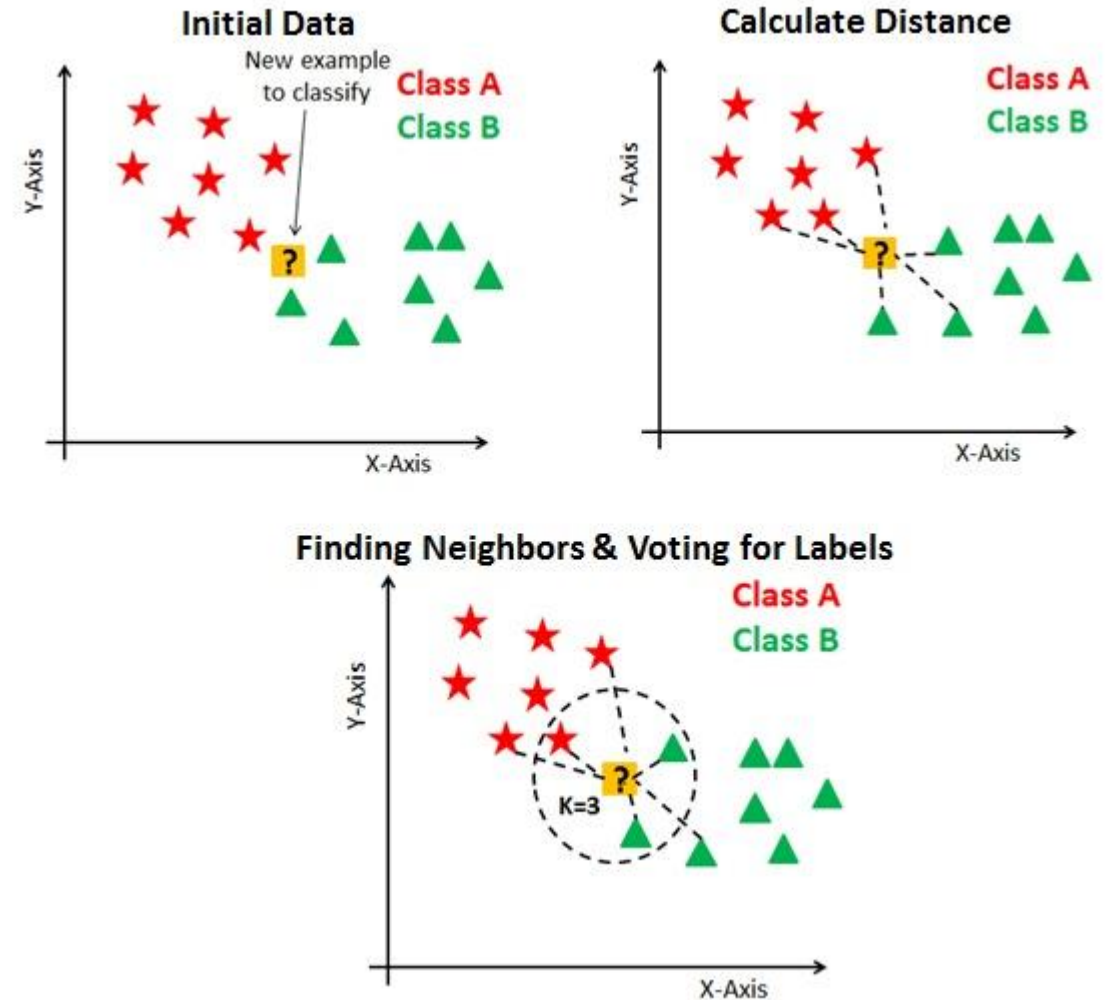 Initial Data
New example
to classify
Class A
Class B
Y-Axis
?
X-Axis
Calculate Distance
Class A
Class B
Y-Axis
?
X-Axis
Finding Neighbors & Voting for Labels
Class A
Class B
Y-Axis
?
K=3
X-Axis